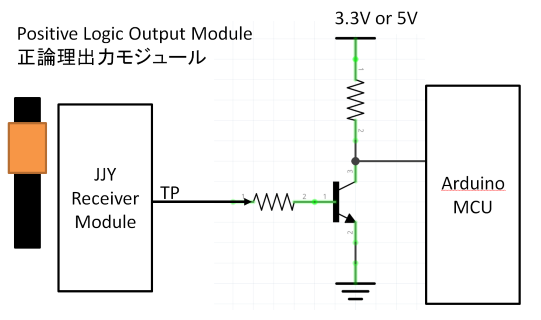 3.3V or 5V
Positive Logic Output Module
正論理出力モジュール
JJY
Receiver
Module
TP
Arduino
MCU
1
2
1
2
1
3
2